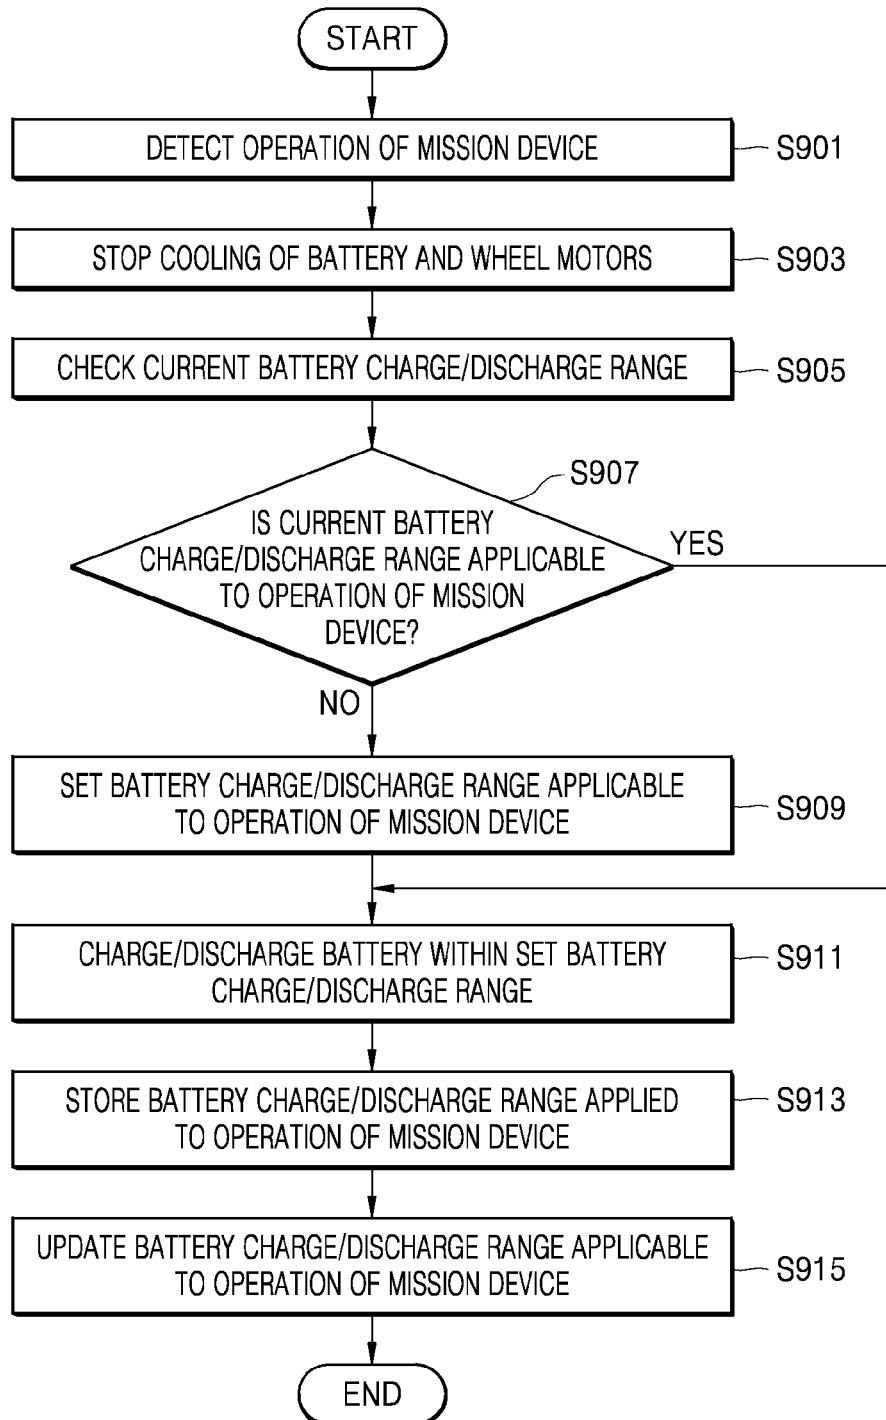 START
DETECT OPERATION OF MISSION DEVICE
S901
STOP COOLING OF BATTERY AND WHEEL MOTORS
S903
CHECK CURRENT BATTERY CHARGE/DISCHARGE RANGE
S905
S907
IS CURRENT BATTERY
CHARGE/DISCHARGE RANGE APPLICABLE
TO OPERATION OF MISSION
DEVICE?
YES
NO
SET BATTERY CHARGE/DISCHARGE RANGE APPLICABLE
TO OPERATION OF MISSION DEVICE
S909
CHARGE/DISCHARGE BATTERY WITHIN SET BATTERY
CHARGE/DISCHARGE RANGE
S911
STORE BATTERY CHARGE/DISCHARGE RANGE APPLIED
TO OPERATION OF MISSION DEVICE
S913
UPDATE BATTERY CHARGE/DISCHARGE RANGE APPLICABLE
TO OPERATION OF MISSION DEVICE
S915
END